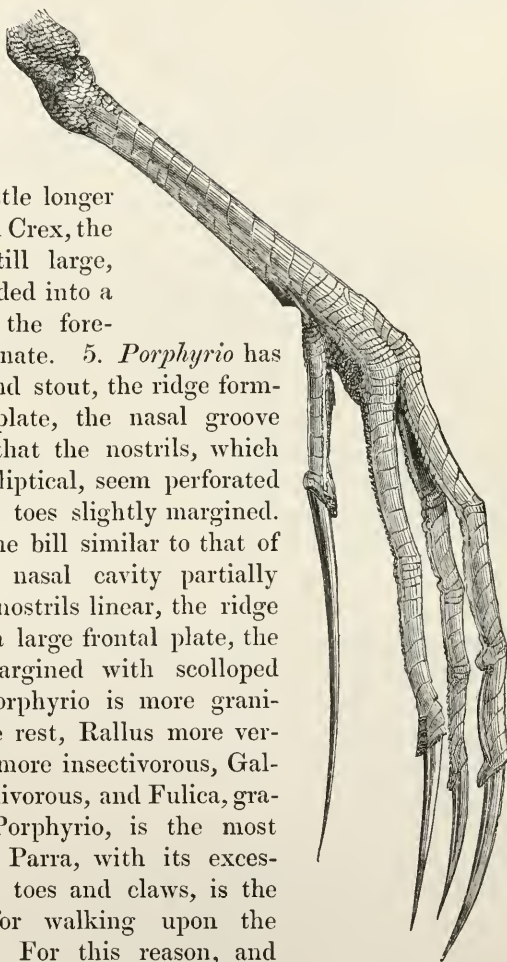 tle longer
Crex, the
till large,
ded into a
the fore-
nate. 5. Porphyrio has
nd stout, the ridge form-
plate, the nasal groove
that the nostrils, which
liptical, seem perforated
toes slightly margined.
he bill similar to that of
nasal cavity partially
nostrils linear, the ridge
a large frontal plate, the
argined with scolloped
orphyrio is more grani-
e rest, Rallus more ver-
more insectivorous, Gal-
ivorous, and Fulica, gra-
Porphyrio, is the most
Parra, with its exces-
toes and claws, is the
or walking upon the
For this reason, and